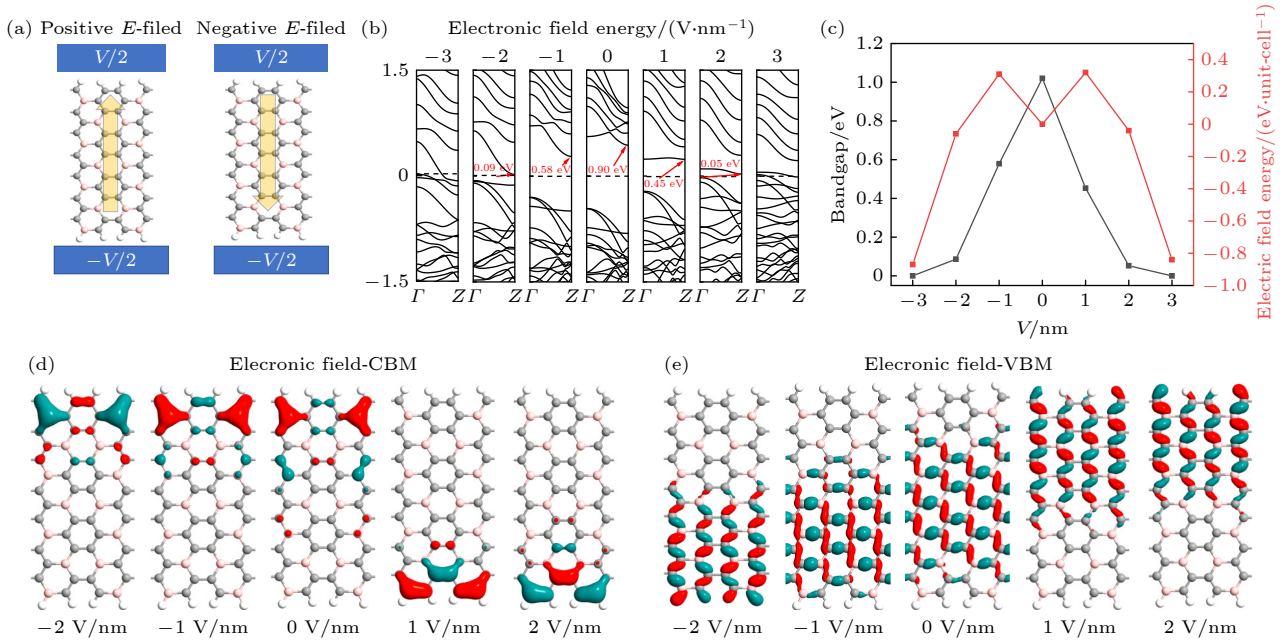 (a) Positive E-filed Negative E-filed
V/2 V/2
−V/2 −V/2
(b) Electronic field energy/(V·nm⁻¹)
−3 −2 −1 0 1 2 3
1.5
0
−1.5
0.09 eV 0.58 eV 0.90 eV 0.45 eV 0.05 eV
Γ Z Γ Z Γ Z Γ Z Γ Z Γ Z Γ Z
(c)
Bandgap/eV
1.2
1.0
0.8
0.6
0.4
0.2
0
−3 −2 −1 0 1 2 3
V/nm
0.4
0.2
0
−0.2
−0.4
−0.6
−0.8
−1.0
Electric field energy/(eV·unit-cell⁻¹)
(d) Elecronic field-CBM
−2 V/nm −1 V/nm 0 V/nm 1 V/nm 2 V/nm
(e) Elecronic field-VBM
−2 V/nm −1 V/nm 0 V/nm 1 V/nm 2 V/nm